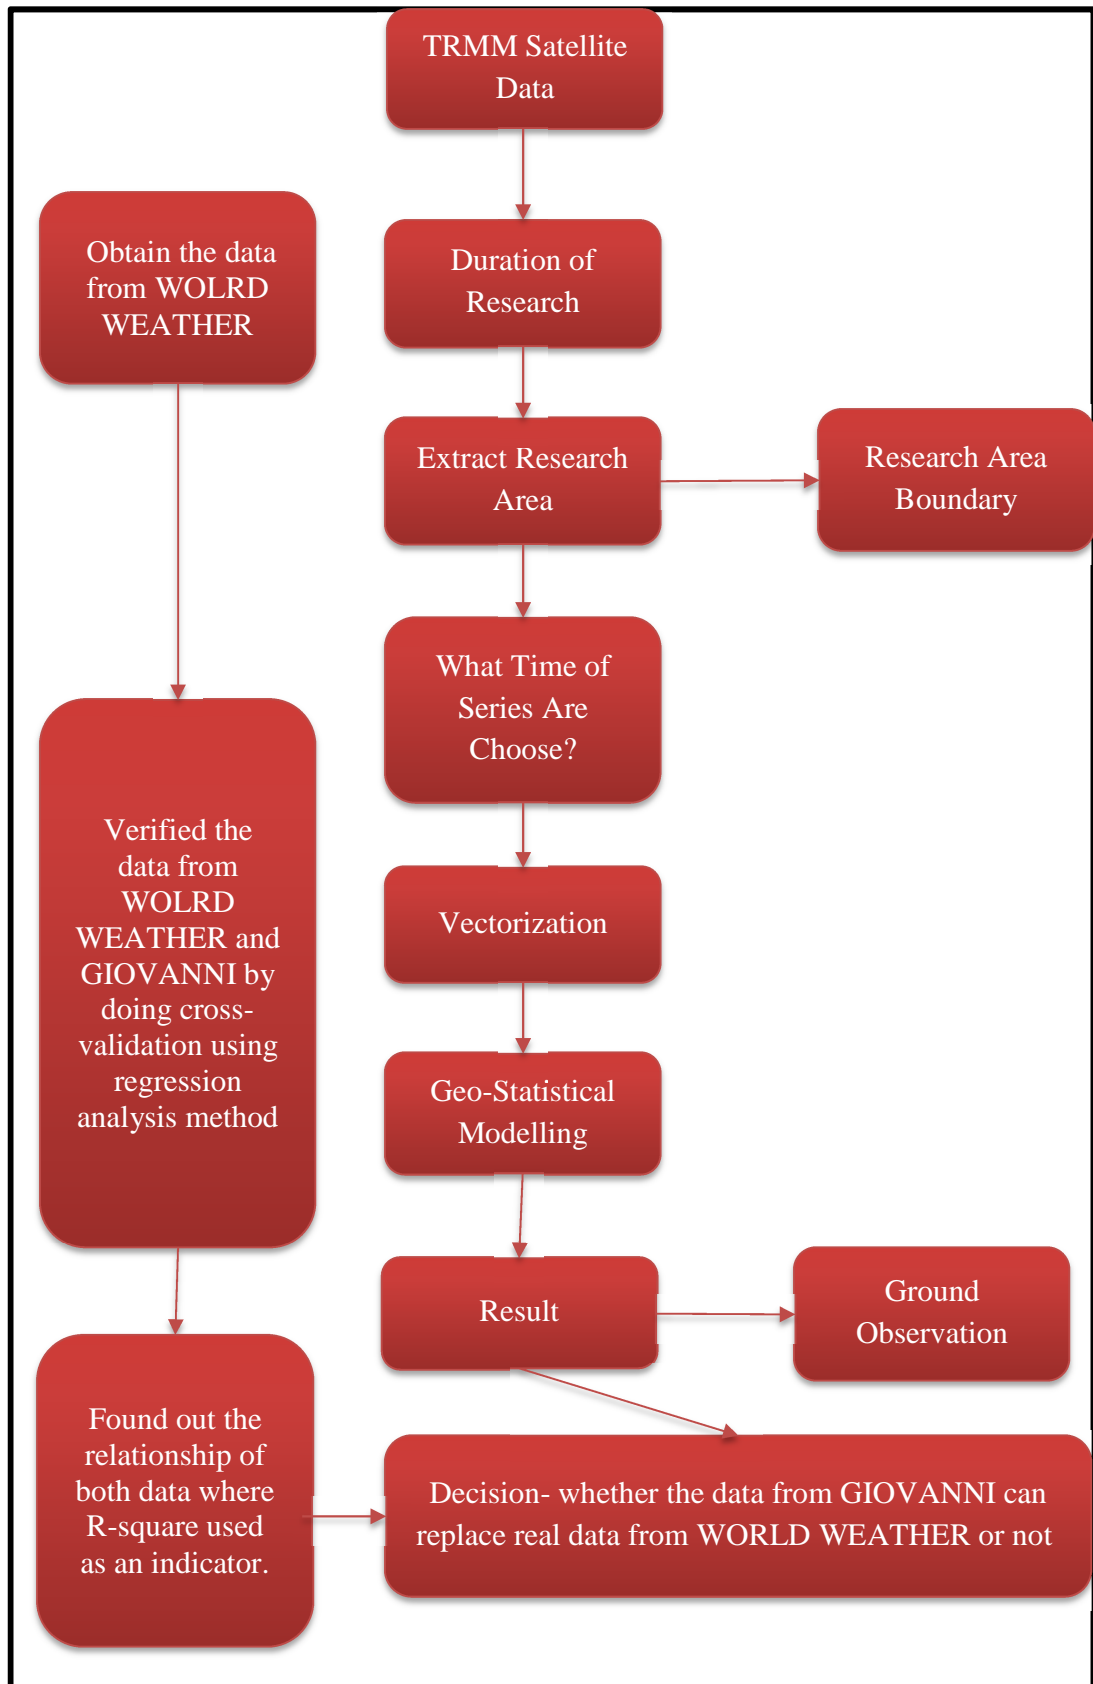 TRMM Satellite
Data
Duration of
Research
Extract Research
Area
Research Area
Boundary
What Time of
Series Are
Choose?
Vectorization
Geo-Statistical
Modelling
Result
Ground
Observation
Obtain the data
from WOLRD
WEATHER
Verified the
data from
WOLRD
WEATHER and
GIOVANNI by
doing cross-
validation using
regression
analysis method
Found out the
relationship of
both data where
R-square used
as an indicator.
Decision- whether the data from GIOVANNI can
replace real data from WORLD WEATHER or not